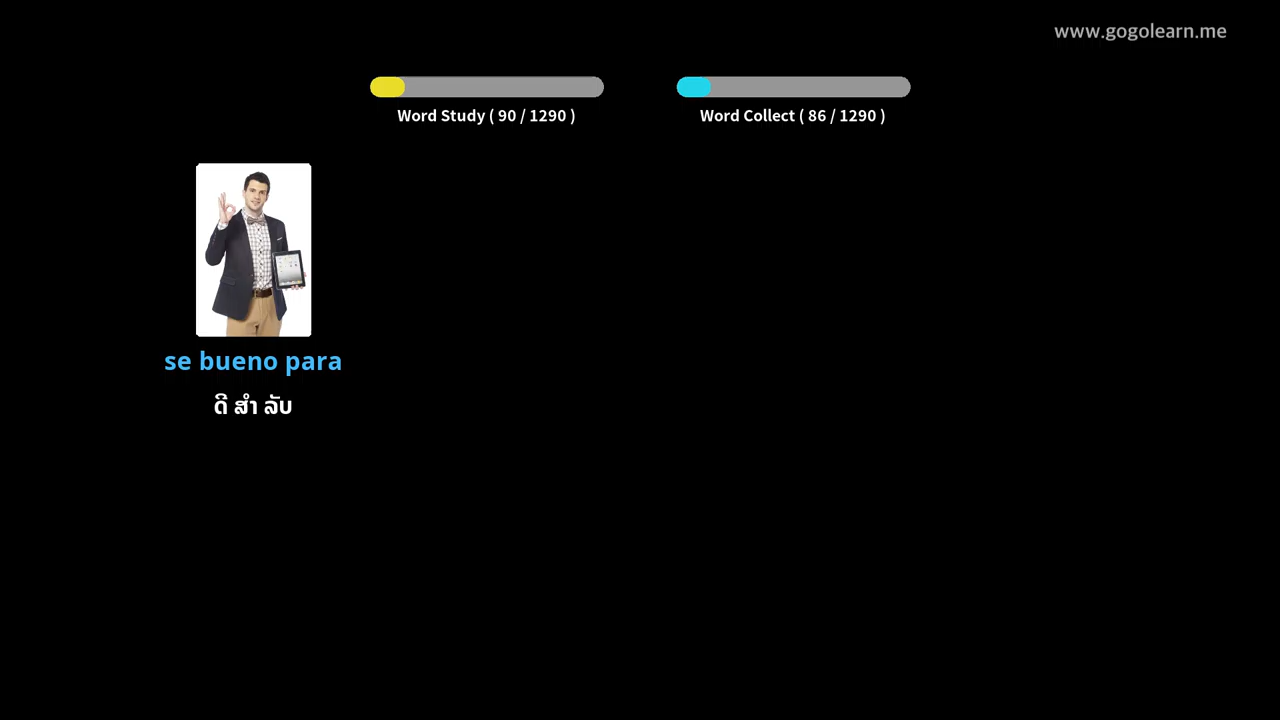 www.gogolearn.me
Word Study ( 90 / 1290 )
Word Collect ( 86 / 1290 )
se bueno para
ດີ ສຳ ລັບ